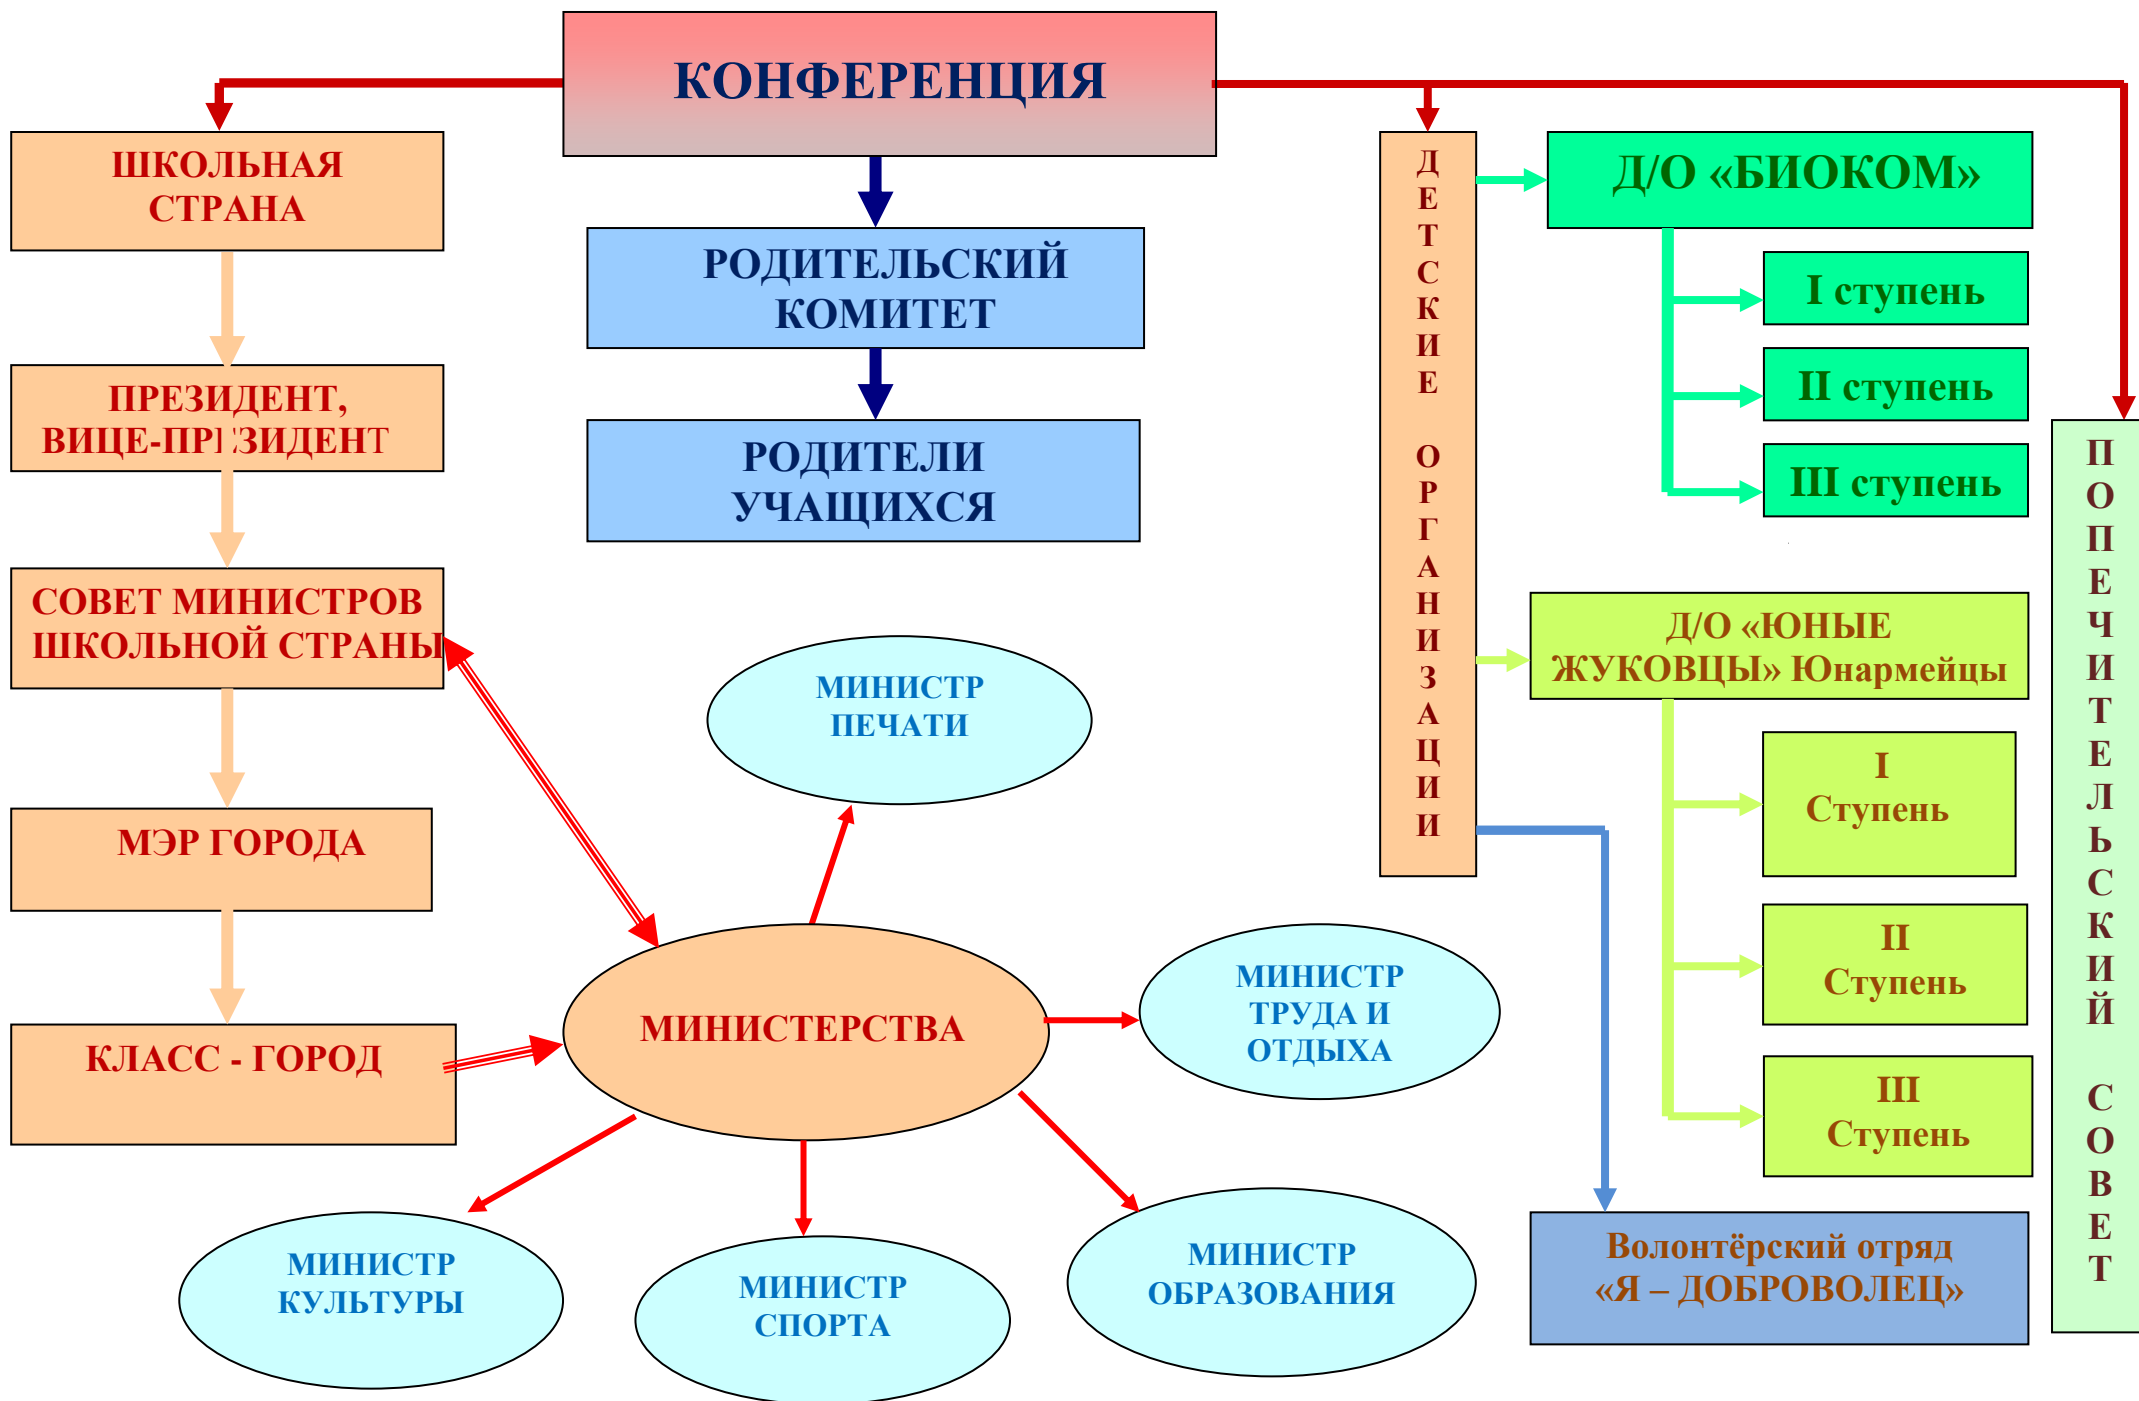 КОНФЕРЕНЦИЯ
ШКОЛЬНАЯ
СТРАНА
ПРЕЗИДЕНТ,
ВИЦЕ-ПРЕЗИДЕНТ
СОВЕТ МИНИСТРОВ
ШКОЛЬНОЙ СТРАНЫ
МЭР ГОРОДА
КЛАСС - ГОРОД
РОДИТЕЛЬСКИЙ
КОМИТЕТ
РОДИТЕЛИ
УЧАЩИХСЯ
МИНИСТЕРСТВА
МИНИСТР
ПЕЧАТИ
МИНИСТР
ТРУДА И
ОТДЫХА
МИНИСТР
ОБРАЗОВАНИЯ
МИНИСТР
СПОРТА
МИНИСТР
КУЛЬТУРЫ
ДЕТСКИЕ ОРГАНИЗАЦИИ
Д/О «БИОКОМ»
I ступень
II ступень
III ступень
Д/О «ЮНЫЕ
ЖУКОВЦЫ» Юнармейцы
I
Ступень
II
Ступень
III
Ступень
Волонтёрский отряд
«Я – ДОБРОВОЛЕЦ»
ПОПЕЧИТЕЛЬСКИЙ СОВЕТ